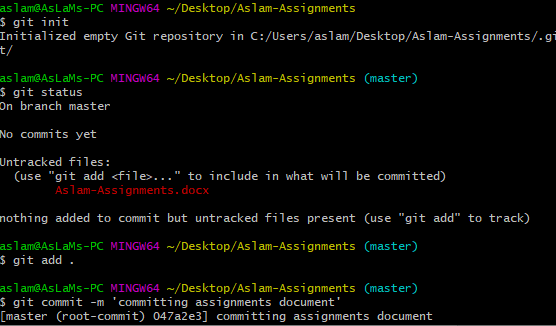 aslam@AsLaMs-PC MINGW64 ~/Desktop/Aslam-Assignments
$ git init
Initialized empty Git repository in C:/Users/aslam/Desktop/Aslam-Assignments/.gi
t/
aslam@AsLaMs-PC MINGW64 ~/Desktop/Aslam-Assignments (master)
$ git status
On branch master
No commits yet
Untracked files:
  (use "git add <file>..." to include in what will be committed)
        Aslam-Assignments.docx
nothing added to commit but untracked files present (use "git add" to track)
aslam@AsLaMs-PC MINGW64 ~/Desktop/Aslam-Assignments (master)
$ git add .
aslam@AsLaMs-PC MINGW64 ~/Desktop/Aslam-Assignments (master)
$ git commit -m 'committing assignments document'
[master (root-commit) 047a2e3] committing assignments document